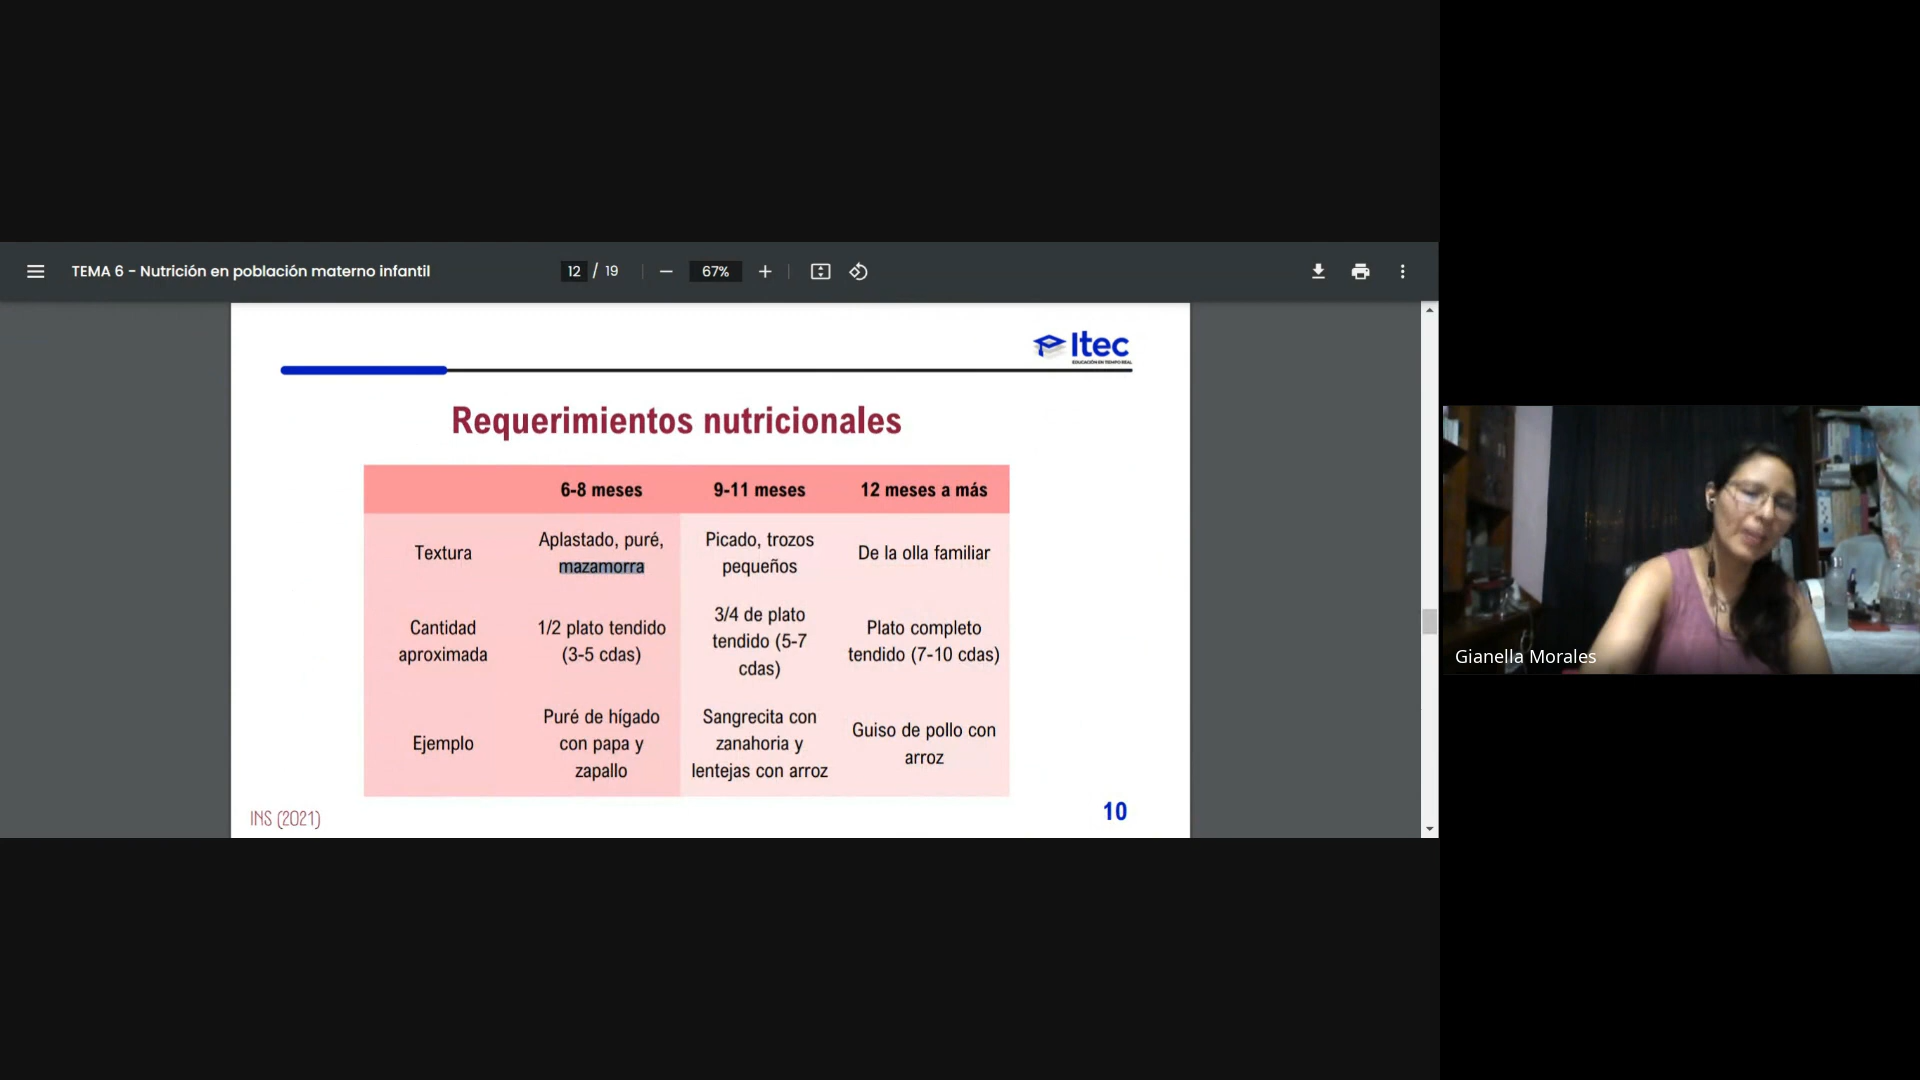 TEMA 6 - Nutrición en población materno infantil
12 / 19
67%
Itec
EDUCACIÓN EN TIEMPO REAL
Requerimientos nutricionales
6-8 meses
9-11 meses
12 meses a más
Textura
Aplastado, puré,
mazamorra
Picado, trozos
pequeños
De la olla familiar
Cantidad
aproximada
1/2 plato tendido
(3-5 cdas)
3/4 de plato
tendido (5-7
cdas)
Plato completo
tendido (7-10 cdas)
Ejemplo
Puré de hígado
con papa y
zapallo
Sangrecita con
zanahoria y
lentejas con arroz
Guiso de pollo con
arroz
INS (2021)
10
Gianella Morales